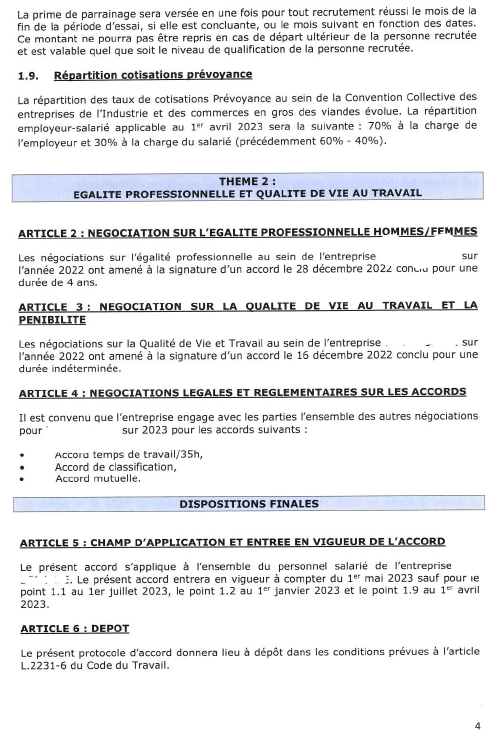 La prime de parrainage sera versée en une fois pour tout recrutement réussi le mois de la
fin de la période d'essai, si elle est concluante, ou le mois suivant en fonction des dates.
Ce montant ne pourra pas être repris en cas de départ ultérieur de la personne recrutée
et est valable quel que soit le niveau de qualification de la personne recrutée.
1.9. Répartition cotisations prévoyance
La répartition des taux de cotisations Prévoyance au sein de la Convention Collective des
entreprises de l'Industrie et des commerces en gros des viandes évolue. La répartition
employeur-salarié applicable au 1er avril 2023 sera la suivante : 70% à la charge de
l'employeur et 30% à la charge du salarié (précédemment 60% - 40%).
THEME 2 :
EGALITE PROFESSIONNELLE ET QUALITE DE VIE AU TRAVAIL
ARTICLE 2 : NEGOCIATION SUR L'EGALITE PROFESSIONNELLE HOMMES/FEMMES
Les négociations sur l'égalité professionnelle au sein de l'entreprise sur
l'année 2022 ont amené à la signature d'un accord le 28 décembre 2022 conclu pour une
durée de 4 ans.
ARTICLE 3 : NEGOCIATION SUR LA QUALITE DE VIE AU TRAVAIL ET LA
PENIBILITE
Les négociations sur la Qualité de Vie et Travail au sein de l'entreprise sur
l'année 2022 ont amené à la signature d'un accord le 16 décembre 2022 conclu pour une
durée indéterminée.
ARTICLE 4 : NEGOCIATIONS LEGALES ET REGLEMENTAIRES SUR LES ACCORDS
Il est convenu que l'entreprise engage avec les parties l'ensemble des autres négociations
pour sur 2023 pour les accords suivants :
• Accord temps de travail/35h,
• Accord de classification,
• Accord mutuelle.
DISPOSITIONS FINALES
ARTICLE 5 : CHAMP D'APPLICATION ET ENTREE EN VIGUEUR DE L'ACCORD
Le présent accord s'applique à l'ensemble du personnel salarié de l'entreprise
. Le présent accord entrera en vigueur à compter du 1er mai 2023 sauf pour le
point 1.1 au 1er juillet 2023, le point 1.2 au 1er janvier 2023 et le point 1.9 au 1er avril
2023.
ARTICLE 6 : DEPOT
Le présent protocole d'accord donnera lieu à dépôt dans les conditions prévues à l'article
L.2231-6 du Code du Travail.
4